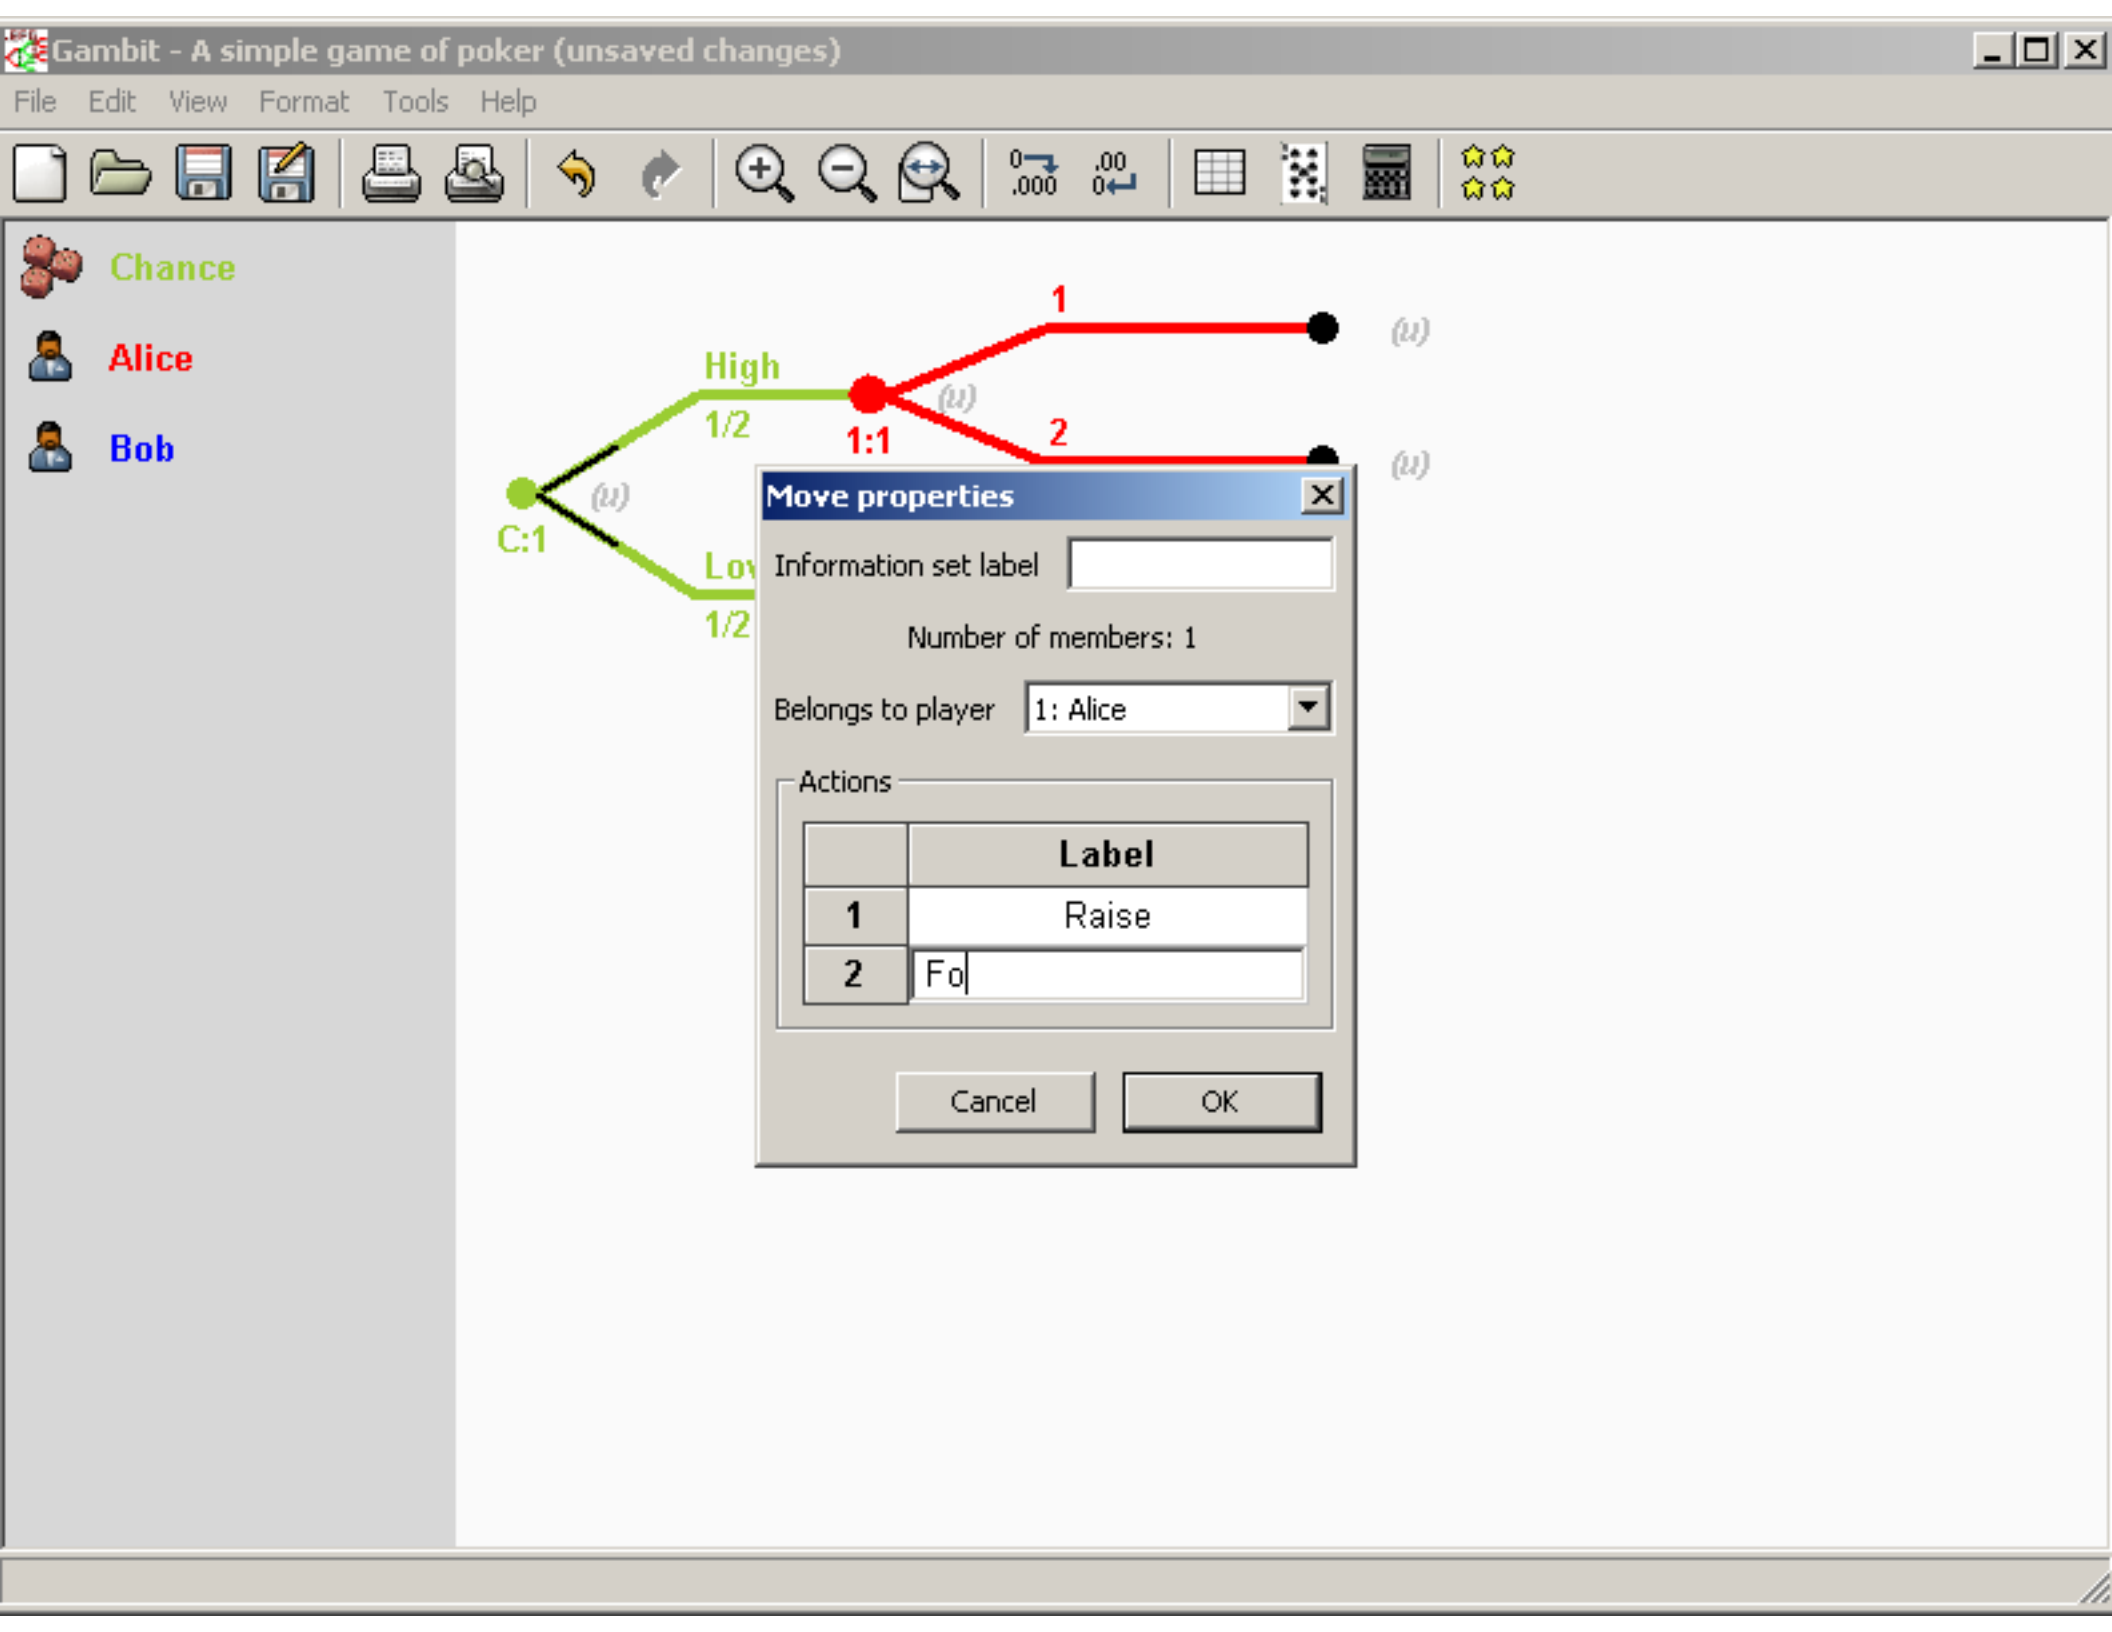 Gambit - A simple game of poker (unsaved changes)
File Edit View Format Tools Help
0 .000 .00 0
Chance
Alice
Bob
1
(u)
High
1/2
(u)
1:1
2
(u)
(u)
C:1
Lov
1/2
Move properties
Information set label
Number of members: 1
Belongs to player 1: Alice
Actions
Label
1 Raise
2 Fo
Cancel OK